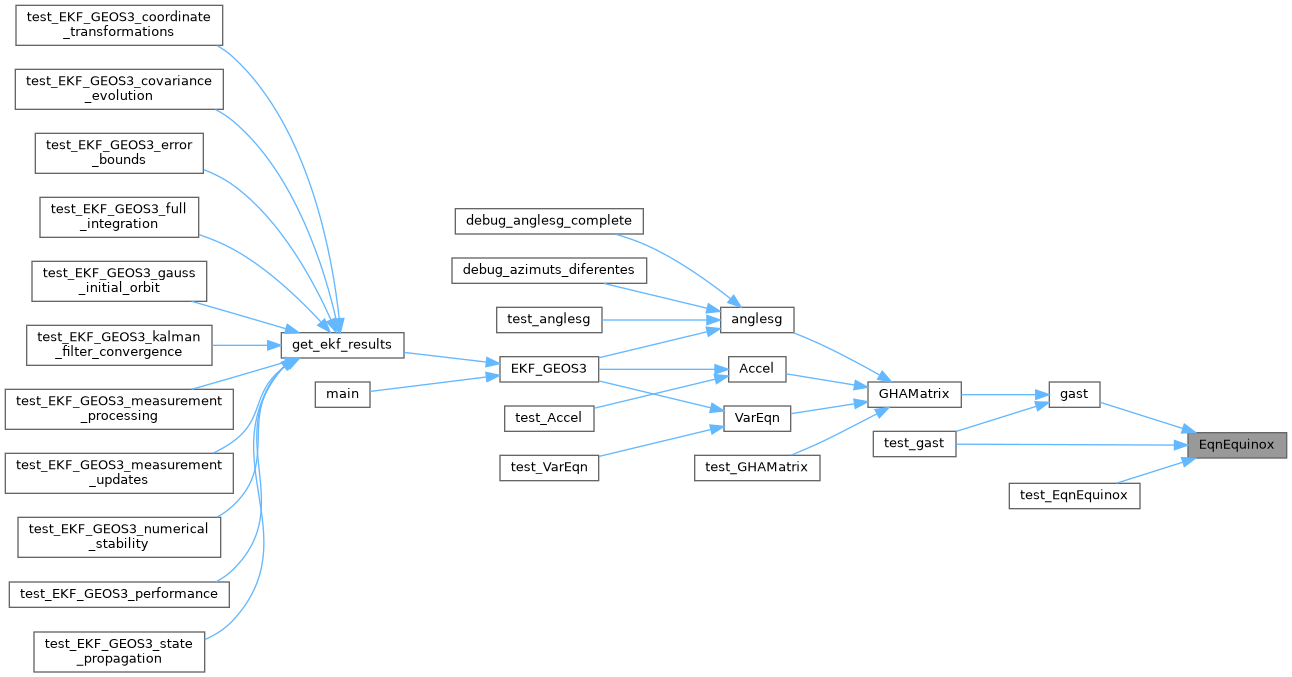 test_EKF_GEOS3_coordinate
_transformations
test_EKF_GEOS3_covariance
_evolution
test_EKF_GEOS3_error
_bounds
test_EKF_GEOS3_full
_integration
test_EKF_GEOS3_gauss
_initial_orbit
test_EKF_GEOS3_kalman
_filter_convergence
test_EKF_GEOS3_measurement
_processing
test_EKF_GEOS3_measurement
_updates
test_EKF_GEOS3_numerical
_stability
test_EKF_GEOS3_performance
test_EKF_GEOS3_state
_propagation
get_ekf_results
main
debug_anglesg_complete
debug_azimuts_diferentes
test_anglesg
EKF_GEOS3
test_Accel
test_VarEqn
anglesg
Accel
VarEqn
test_GHAMatrix
GHAMatrix
test_gast
gast
test_EqnEquinox
EqnEquinox